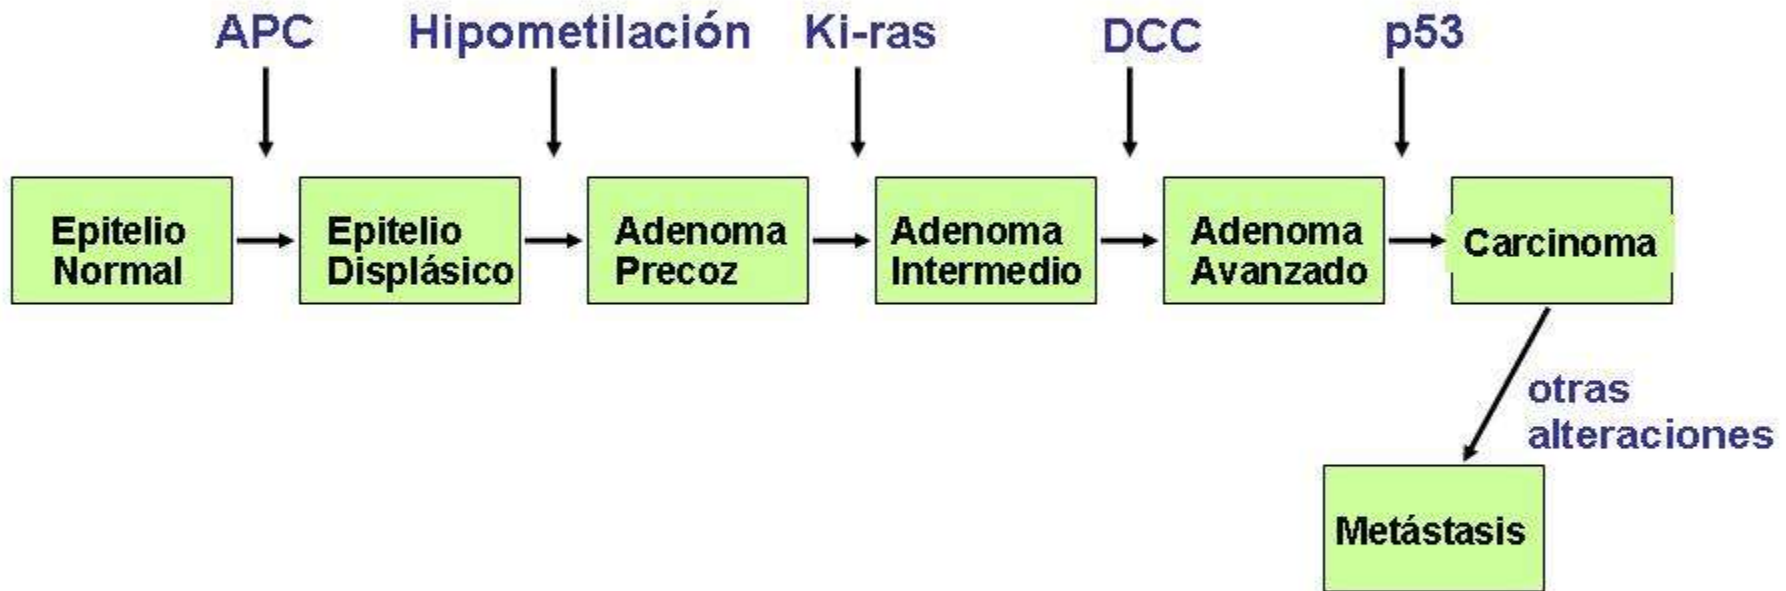 APC Hipometilación Ki-ras DCC p53
Epitelio
Normal
Epitelio
Displásico
Adenoma
Precoz
Adenoma
Intermedio
Adenoma
Avanzado
Carcinoma
otras
alteraciones
Metástasis